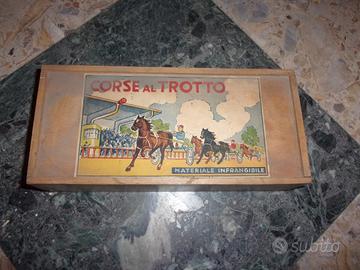 CORSE AL TROTTO
MATERIALE INFRANGIBILE
subito